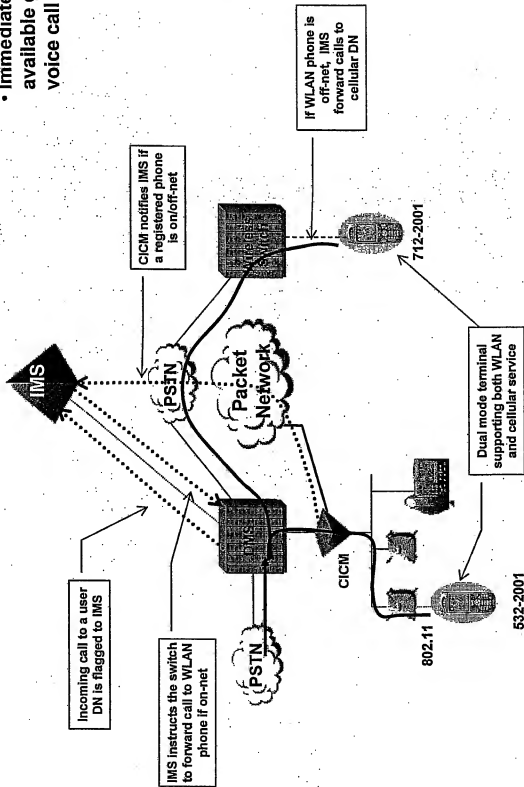 • Immediate
available
voice call
Incoming call to a user
DN is flagged to IMS
IMS instructs the switch
to forward call to WLAN
phone if on-net
IMS
CICM notifies IMS if
a registered phone
is on/off-net
If WLAN phone is
off-net, IMS
forward calls to
cellular DN
PSTN
PSTN
DMS
Packet
Network
Wireless
Switch
CICM
802.11
532-2001
712-2001
Dual mode terminal
supporting both WLAN
and cellular service